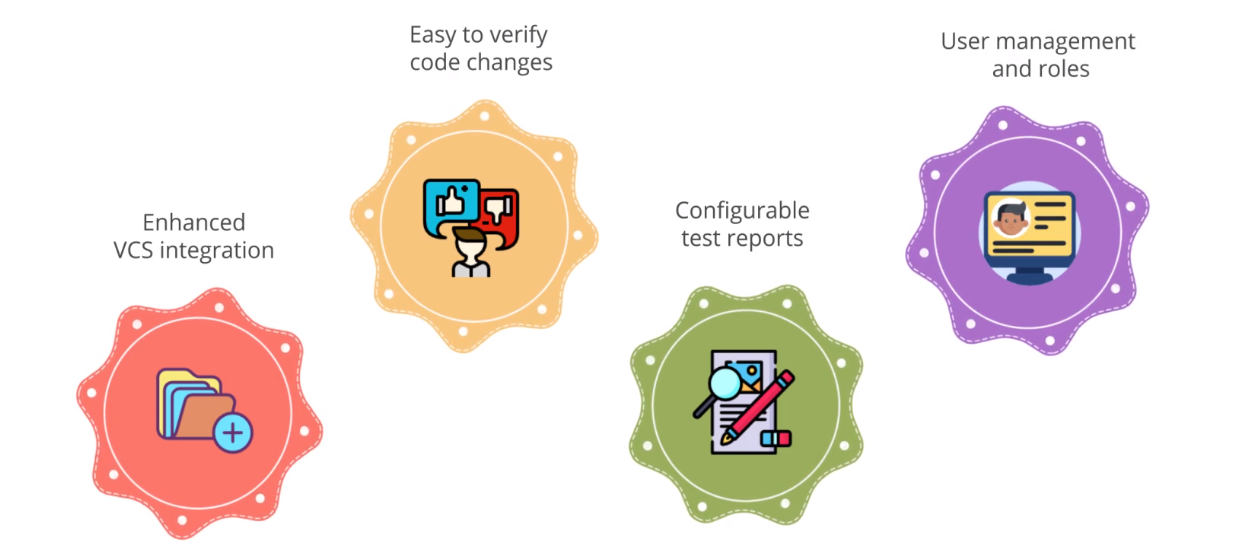 Enhanced
VCS integration
Easy to verify
code changes
Configurable
test reports
User management
and roles